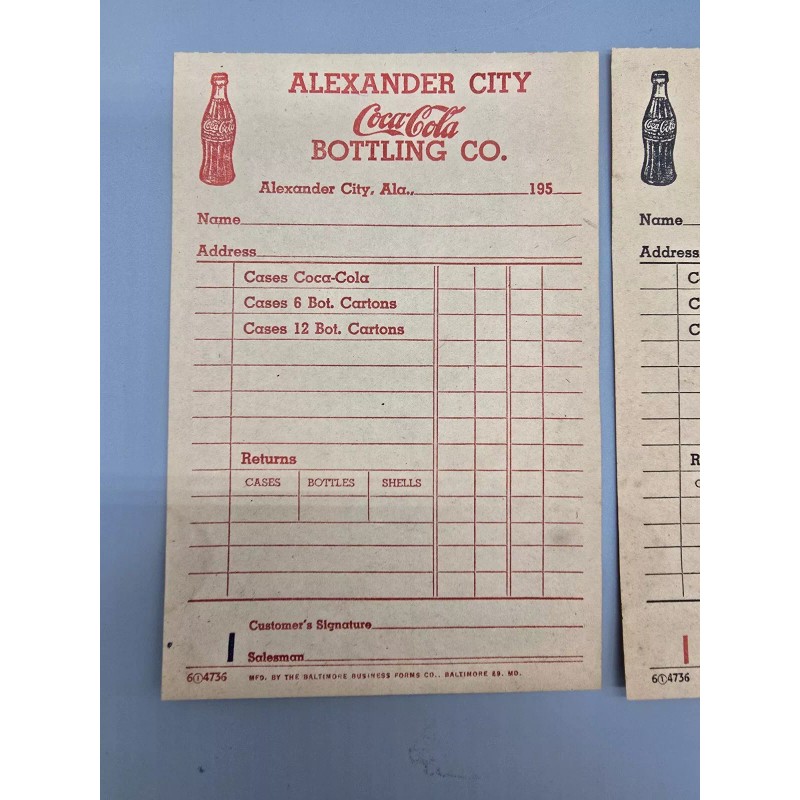 ALEXANDER CITY
Coca-Cola
Coca-Cola
BOTTLING CO.
Alexander City, Ala., 195
Name
Address
Cases Coca-Cola
Cases 6 Bot. Cartons
Cases 12 Bot. Cartons
Returns
CASES BOTTLES SHELLS
Customer's Signature
Salesman
6①4736 MFD. BY THE BALTIMORE BUSINESS FORMS CO., BALTIMORE 29, MD.
Coca-Cola
Name
Address
C
C
C
R
C
6①4736